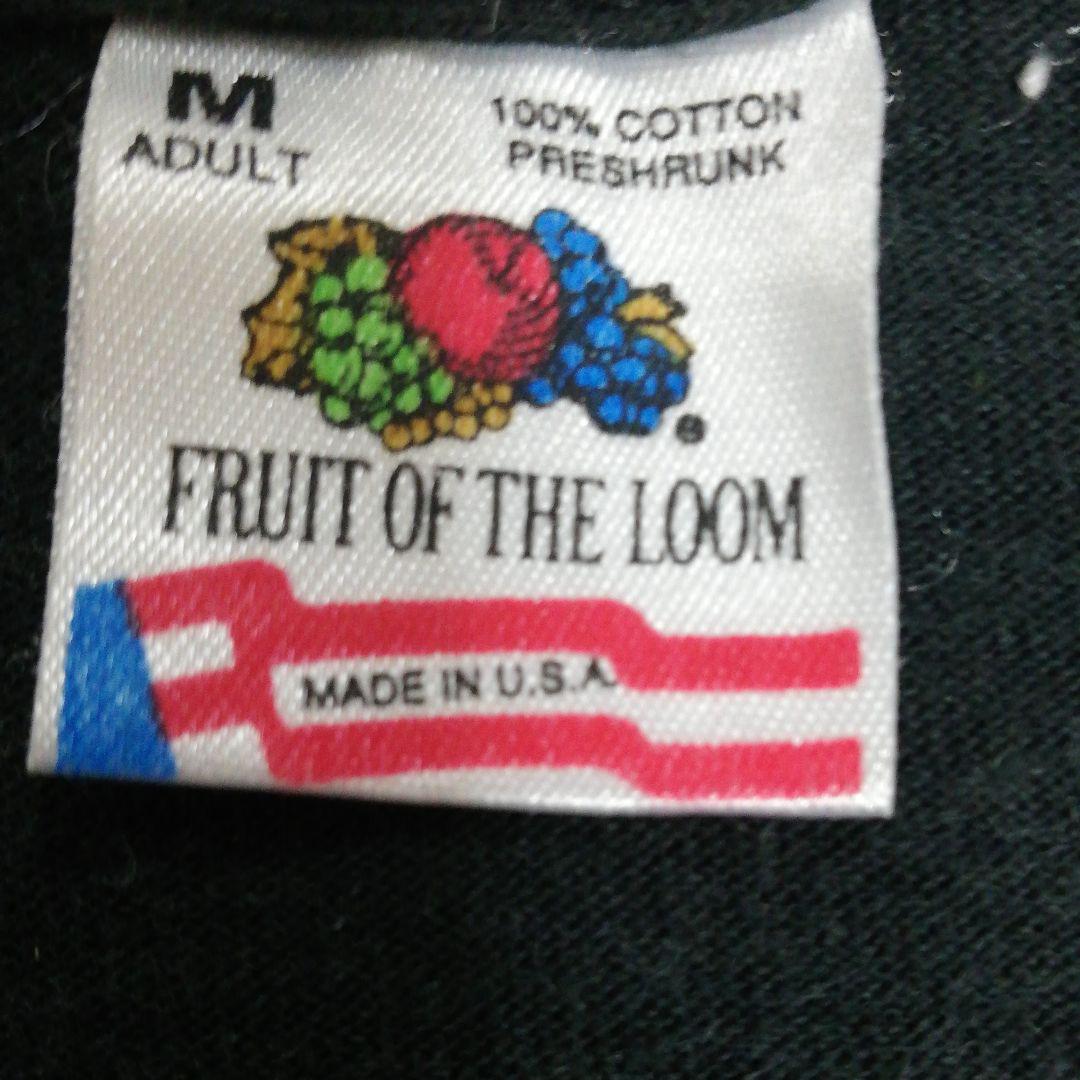 M
ADULT
100% COTTON
PRESHRUNK
®
FRUIT OF THE LOOM
MADE IN U.S.A.